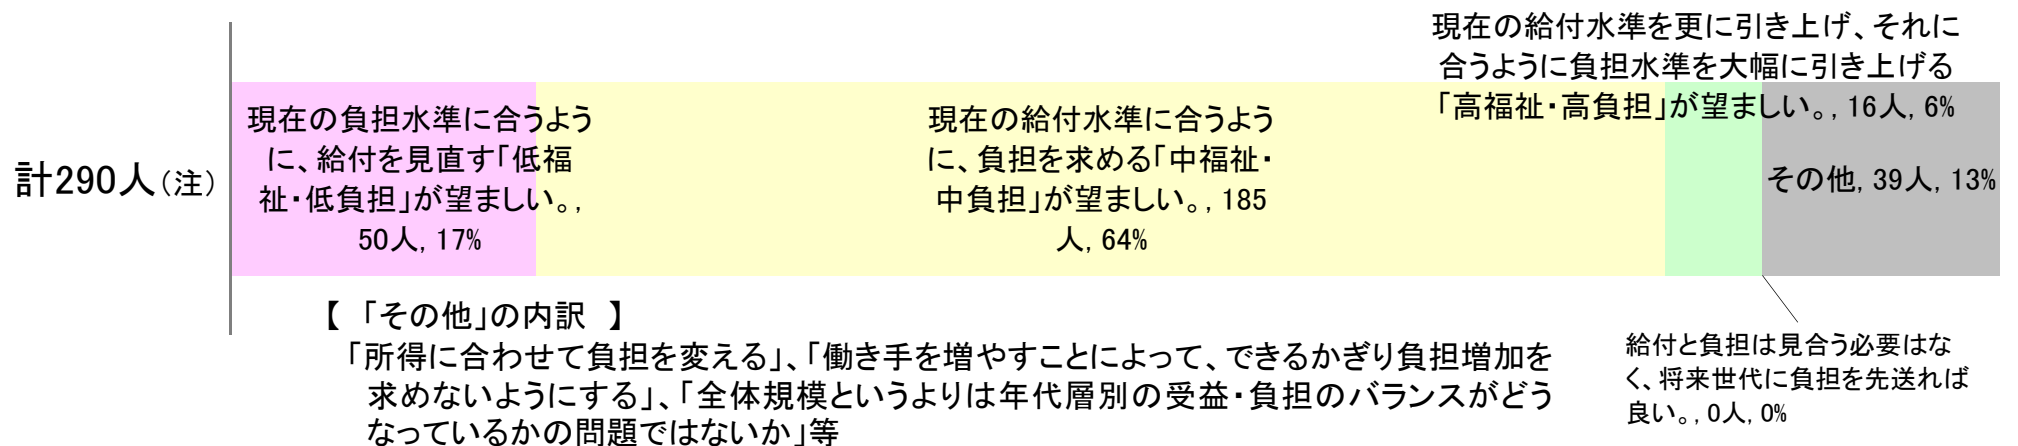 現在の給付水準を更に引き上げ、それに
合うように負担水準を大幅に引き上げる
「高福祉・高負担」が望ましい。, 16人, 6%
計290人(注)
現在の負担水準に合うよう
に、給付を見直す「低福
祉・低負担」が望ましい。,
50人, 17%
現在の給付水準に合うよう
に、負担を求める「中福祉・
中負担」が望ましい。, 185
人, 64%
その他, 39人, 13%
【 「その他」の内訳 】
「所得に合わせて負担を変える」、「働き手を増やすことによって、できるかぎり負担増加を
求めないようにする」、「全体規模というよりは年代層別の受益・負担のバランスがどう
なっているかの問題ではないか」等
給付と負担は見合う必要はな
く、将来世代に負担を先送れば
良い。, 0人, 0%